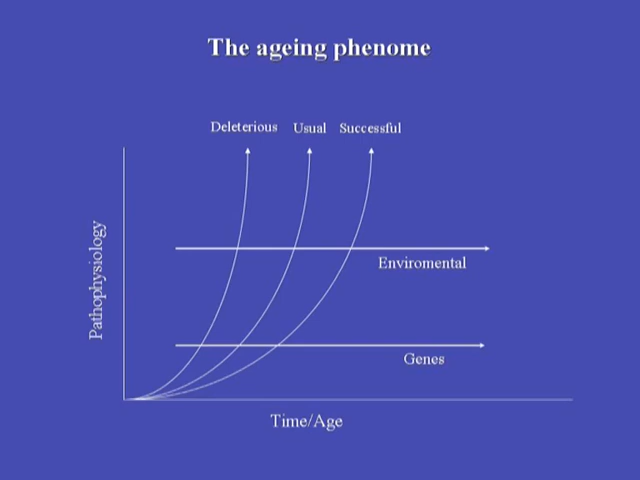 The ageing phenome
Deleterious Usual Successful
Pathophysiology
Enviromental
Genes
Time/Age